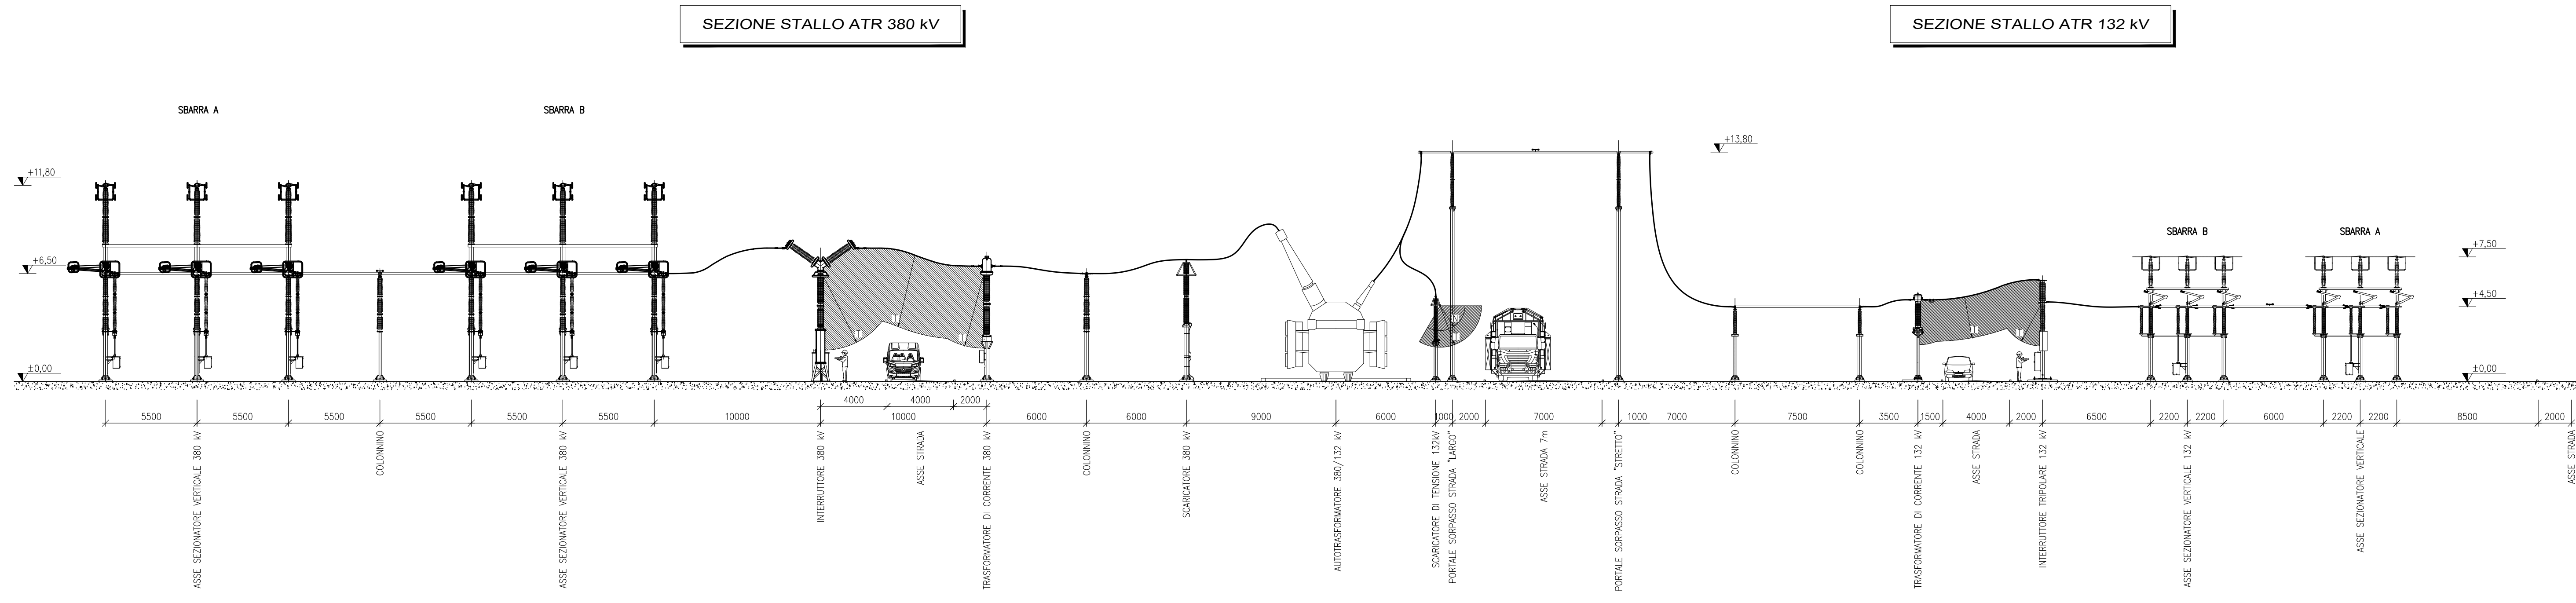 SEZIONE STALLO ATR 380 kV
SEZIONE STALLO ATR 132 kV
SBARRA A
SBARRA B
+13,80
+11,80
+6,50
±0,00
SBARRA B
SBARRA A
+7,50
+4,50
±0,00
4000
4000
2000
5500
5500
5500
5500
5500
5500
10000
10000
6000
6000
9000
6000
1000
2000
7000
1000
7000
7500
3500
1500
4000
2000
6500
2200
2200
6000
2200
2200
8500
2000
ASSE SEZIONATORE VERTICALE 380 kV
COLONNINO
ASSE SEZIONATORE VERTICALE 380 kV
INTERRUTTORE 380 kV
ASSE STRADA
TRASFORMATORE DI CORRENTE 380 kV
COLONNINO
SCARICATORE 380 kV
AUTOTRASFORMATORE 380/132 kV
SCARICATORE DI TENSIONE 132kV
PORTALE SORPASSO STRADA "LARGO"
ASSE STRADA 7m
PORTALE SORPASSO STRADA "STRETTO"
COLONNINO
COLONNINO
TRASFORMATORE DI CORRENTE 132 kV
ASSE STRADA
INTERRUTTORE TRIPOLARE 132 kV
ASSE SEZIONATORE VERTICALE 132 kV
ASSE SEZIONATORE VERTICALE
ASSE STRADA